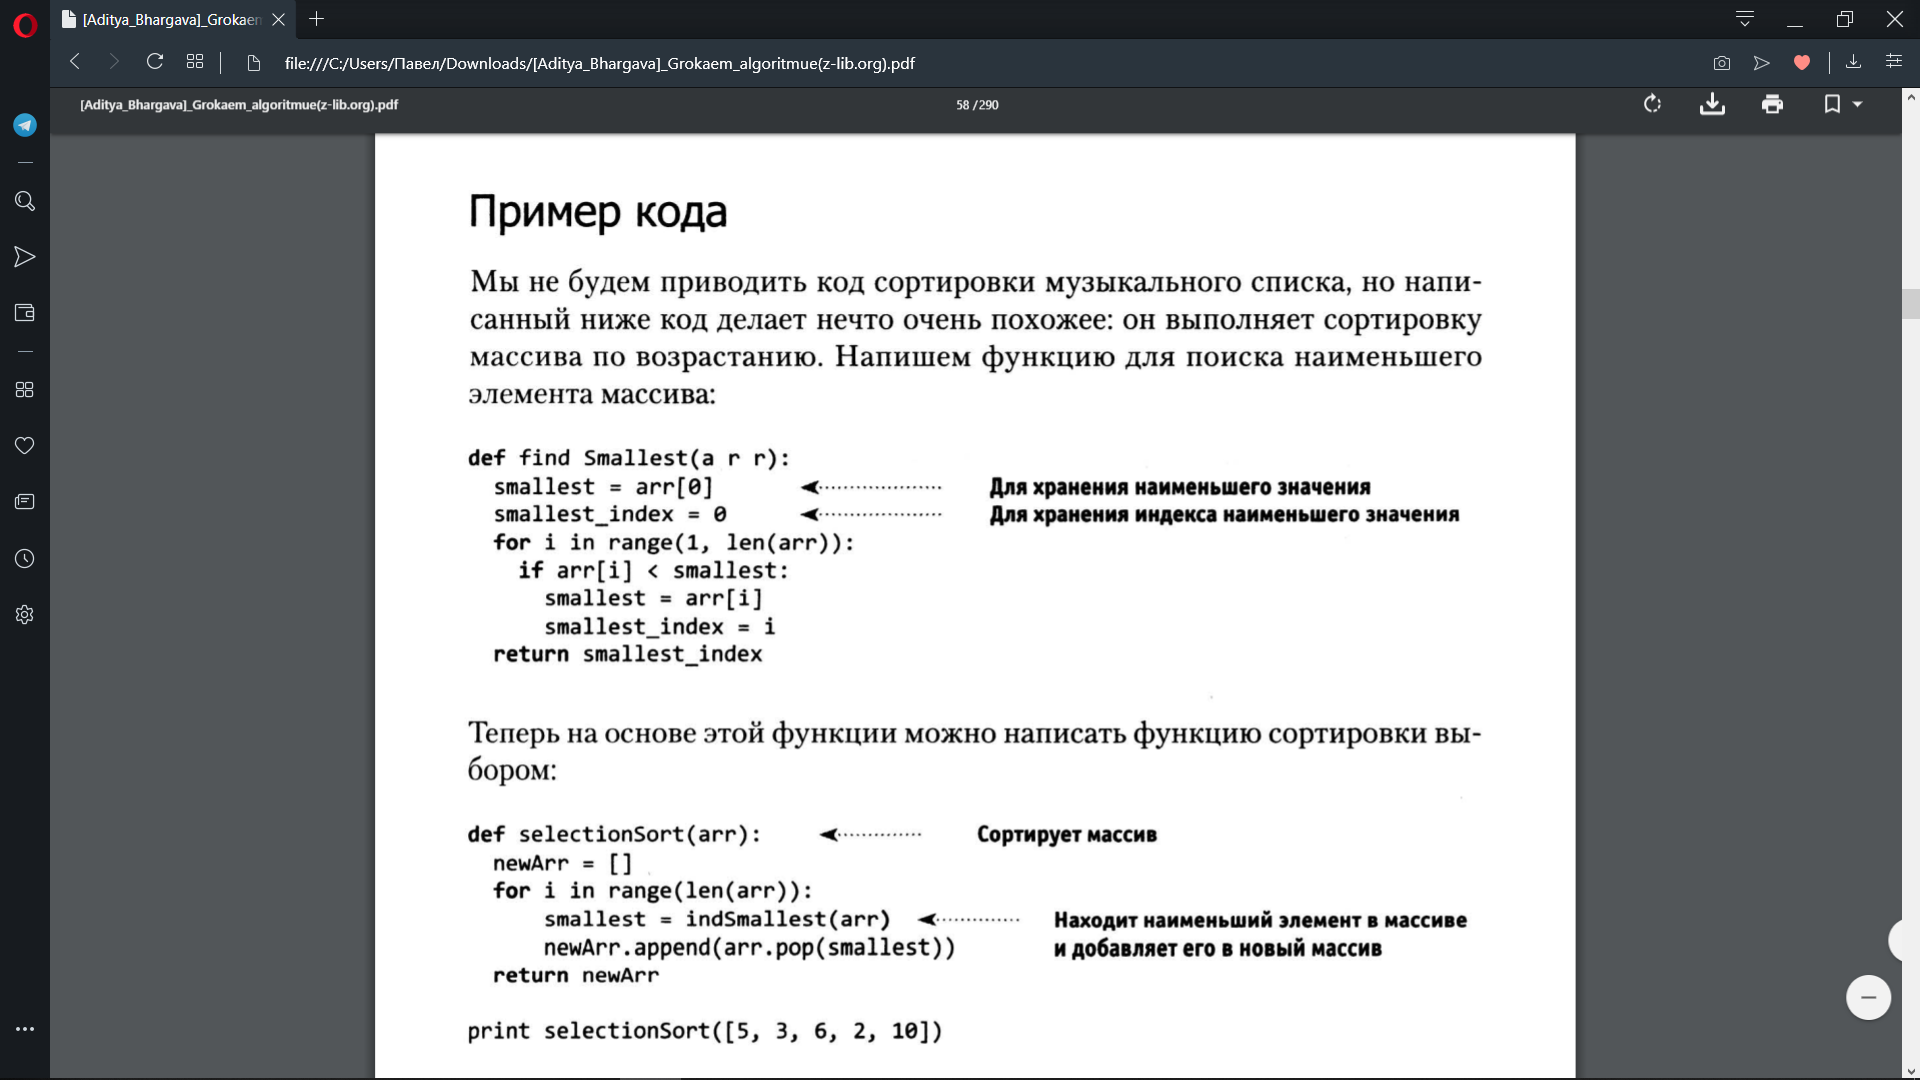 [Aditya_Bhargava]_Grokaem
file:///C:/Users/Павел/Downloads/[Aditya_Bhargava]_Grokaem_algoritmue(z-lib.org).pdf
[Aditya_Bhargava]_Grokaem_algoritmue(z-lib.org).pdf 58 / 290
Пример кода
Мы не будем приводить код сортировки музыкального списка, но напи-
санный ниже код делает нечто очень похожее: он выполняет сортировку
массива по возрастанию. Напишем функцию для поиска наименьшего
элемента массива:
def find Smallest(a r r):
smallest = arr[0] Для хранения наименьшего значения
smallest_index = 0 Для хранения индекса наименьшего значения
for i in range(1, len(arr)):
if arr[i] < smallest:
smallest = arr[i]
smallest_index = i
return smallest_index
Теперь на основе этой функции можно написать функцию сортировки вы-
бором:
def selectionSort(arr): Сортирует массив
newArr = []
for i in range(len(arr)):
smallest = indSmallest(arr) Находит наименьший элемент в массиве
newArr.append(arr.pop(smallest)) и добавляет его в новый массив
return newArr
print selectionSort([5, 3, 6, 2, 10])